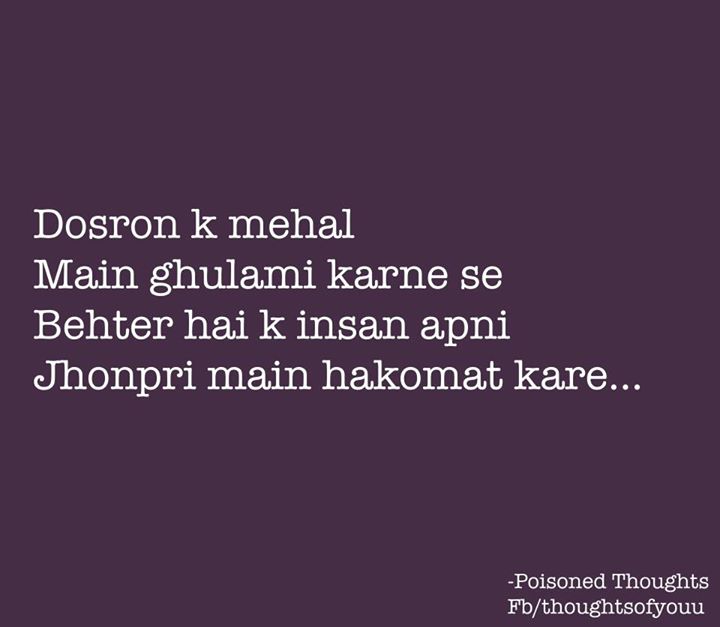 Dosron k mehal
Main ghulami karne se
Behter hai k insan apni
Jhonpri main hakomat kare...
-Poisoned Thoughts
Fb/thoughtsofyouu